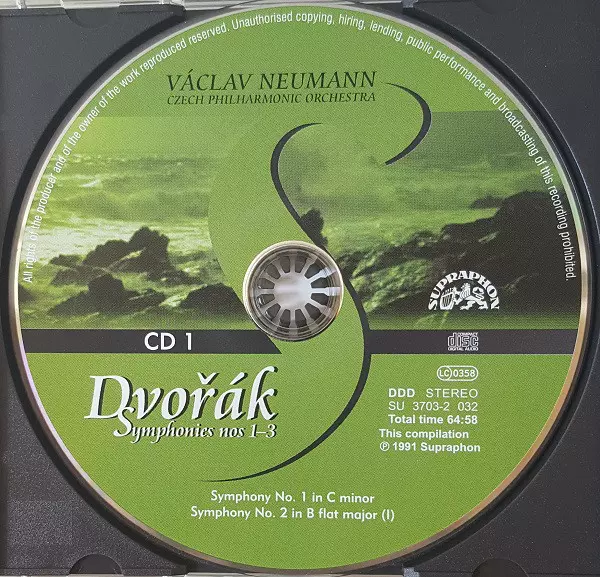 All rights of the producer and of the owner of the work reproduced reserved. Unauthorised copying, hiring, lending, public performance and broadcasting of this recording prohibited.
VÁCLAV NEUMANN
CZECH PHILHARMONIC ORCHESTRA
SUPRAPHON
CD 1
COMPACT
disc
DIGITAL AUDIO
Dvořák
Symphonies nos 1–3
LC 0358
DDD STEREO
SU 3703-2 032
Total time 64:58
This compilation
℗ 1991 Supraphon
Symphony No. 1 in C minor
Symphony No. 2 in B flat major (I)